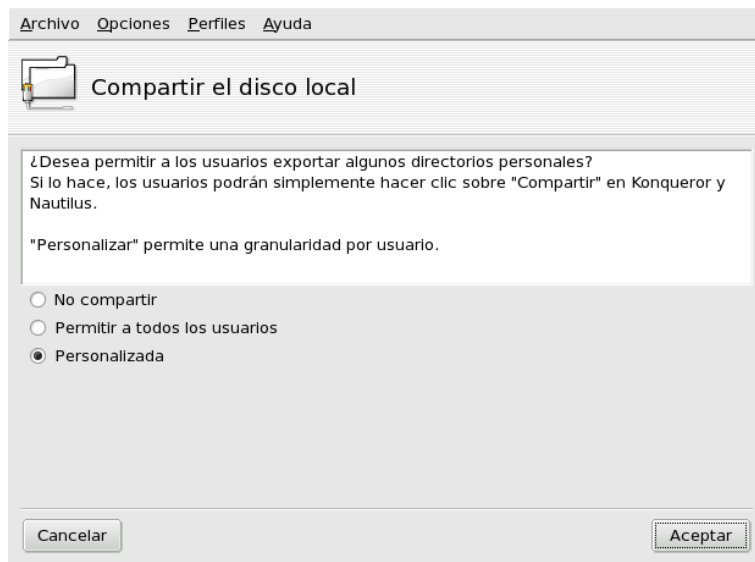 Archivo Opciones Perfiles Ayuda
Compartir el disco local
¿Desea permitir a los usuarios exportar algunos directorios personales?
Si lo hace, los usuarios podrán simplemente hacer clic sobre "Compartir" en Konqueror y
Nautilus.
"Personalizar" permite una granularidad por usuario.
No compartir
Permitir a todos los usuarios
Personalizada
Cancelar Aceptar